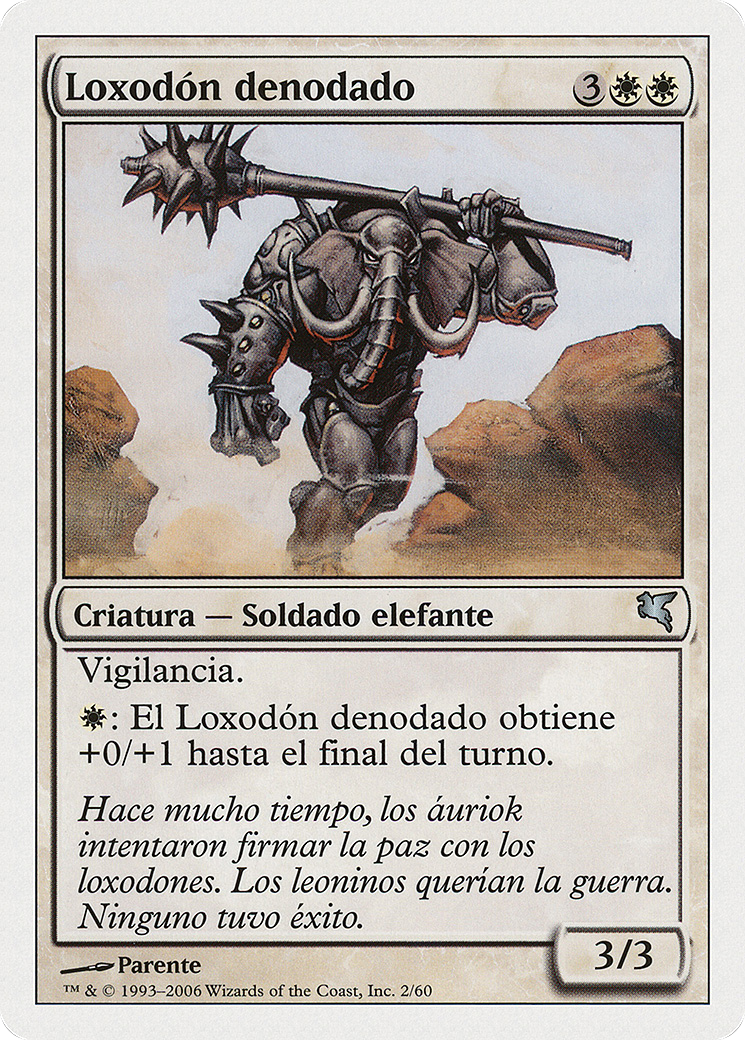 Loxodón denodado 3
Criatura — Soldado elefante
Vigilancia.
: El Loxodón denodado obtiene
+0/+1 hasta el final del turno.
Hace mucho tiempo, los áuriok
intentaron firmar la paz con los
loxodones. Los leoninos querían la guerra.
Ninguno tuvo éxito.
3/3
Parente
™ & © 1993–2006 Wizards of the Coast, Inc. 2/60